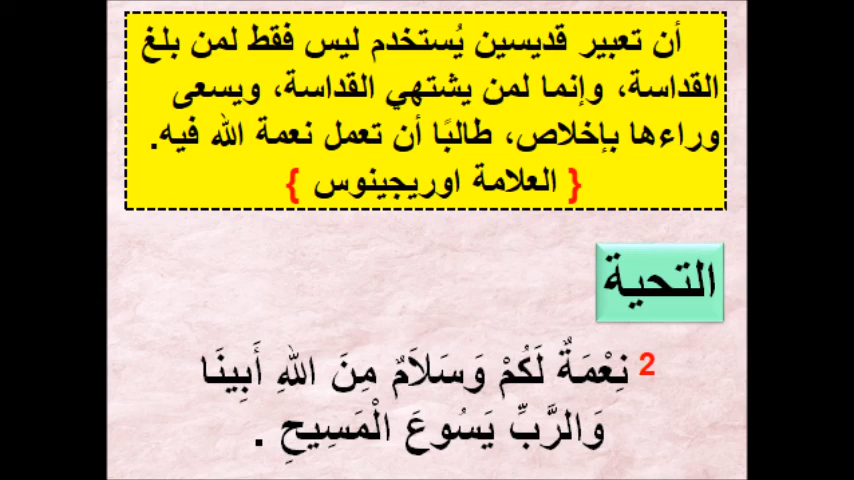 أن تعبير قديسين يُستخدم ليس فقط لمن بلغ
القداسة، وإنما لمن يشتهي القداسة، ويسعى
وراءها بإخلاص، طالبًا أن تعمل نعمة الله فيه.
{ العلامة اوريجينوس }
التحية
2 نِعْمَةٌ لَكُمْ وَسَلاَمٌ مِنَ اللهِ أَبِينَا
وَالرَّبِّ يَسُوعَ الْمَسِيحِ .